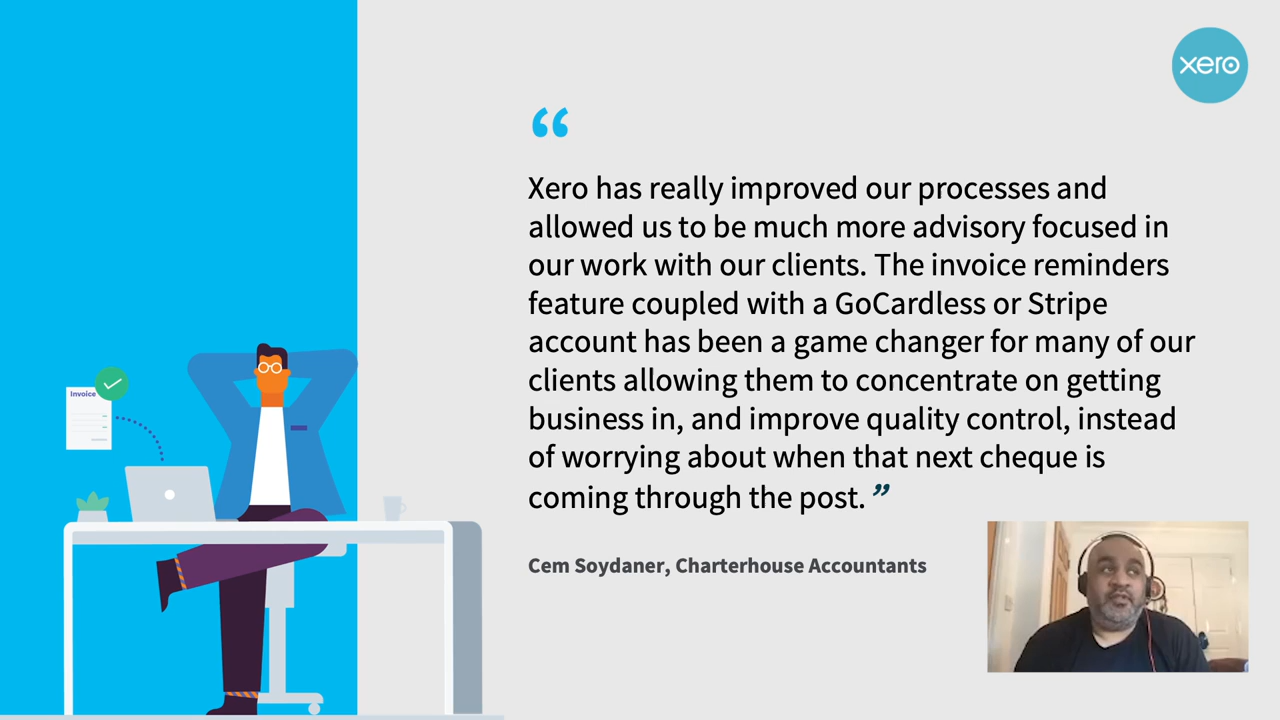 xero
“
Xero has really improved our processes and
allowed us to be much more advisory focused in
our work with our clients. The invoice reminders
feature coupled with a GoCardless or Stripe
account has been a game changer for many of our
clients allowing them to concentrate on getting
business in, and improve quality control, instead
of worrying about when that next cheque is
coming through the post. ”
Cem Soydaner, Charterhouse Accountants
Invoice